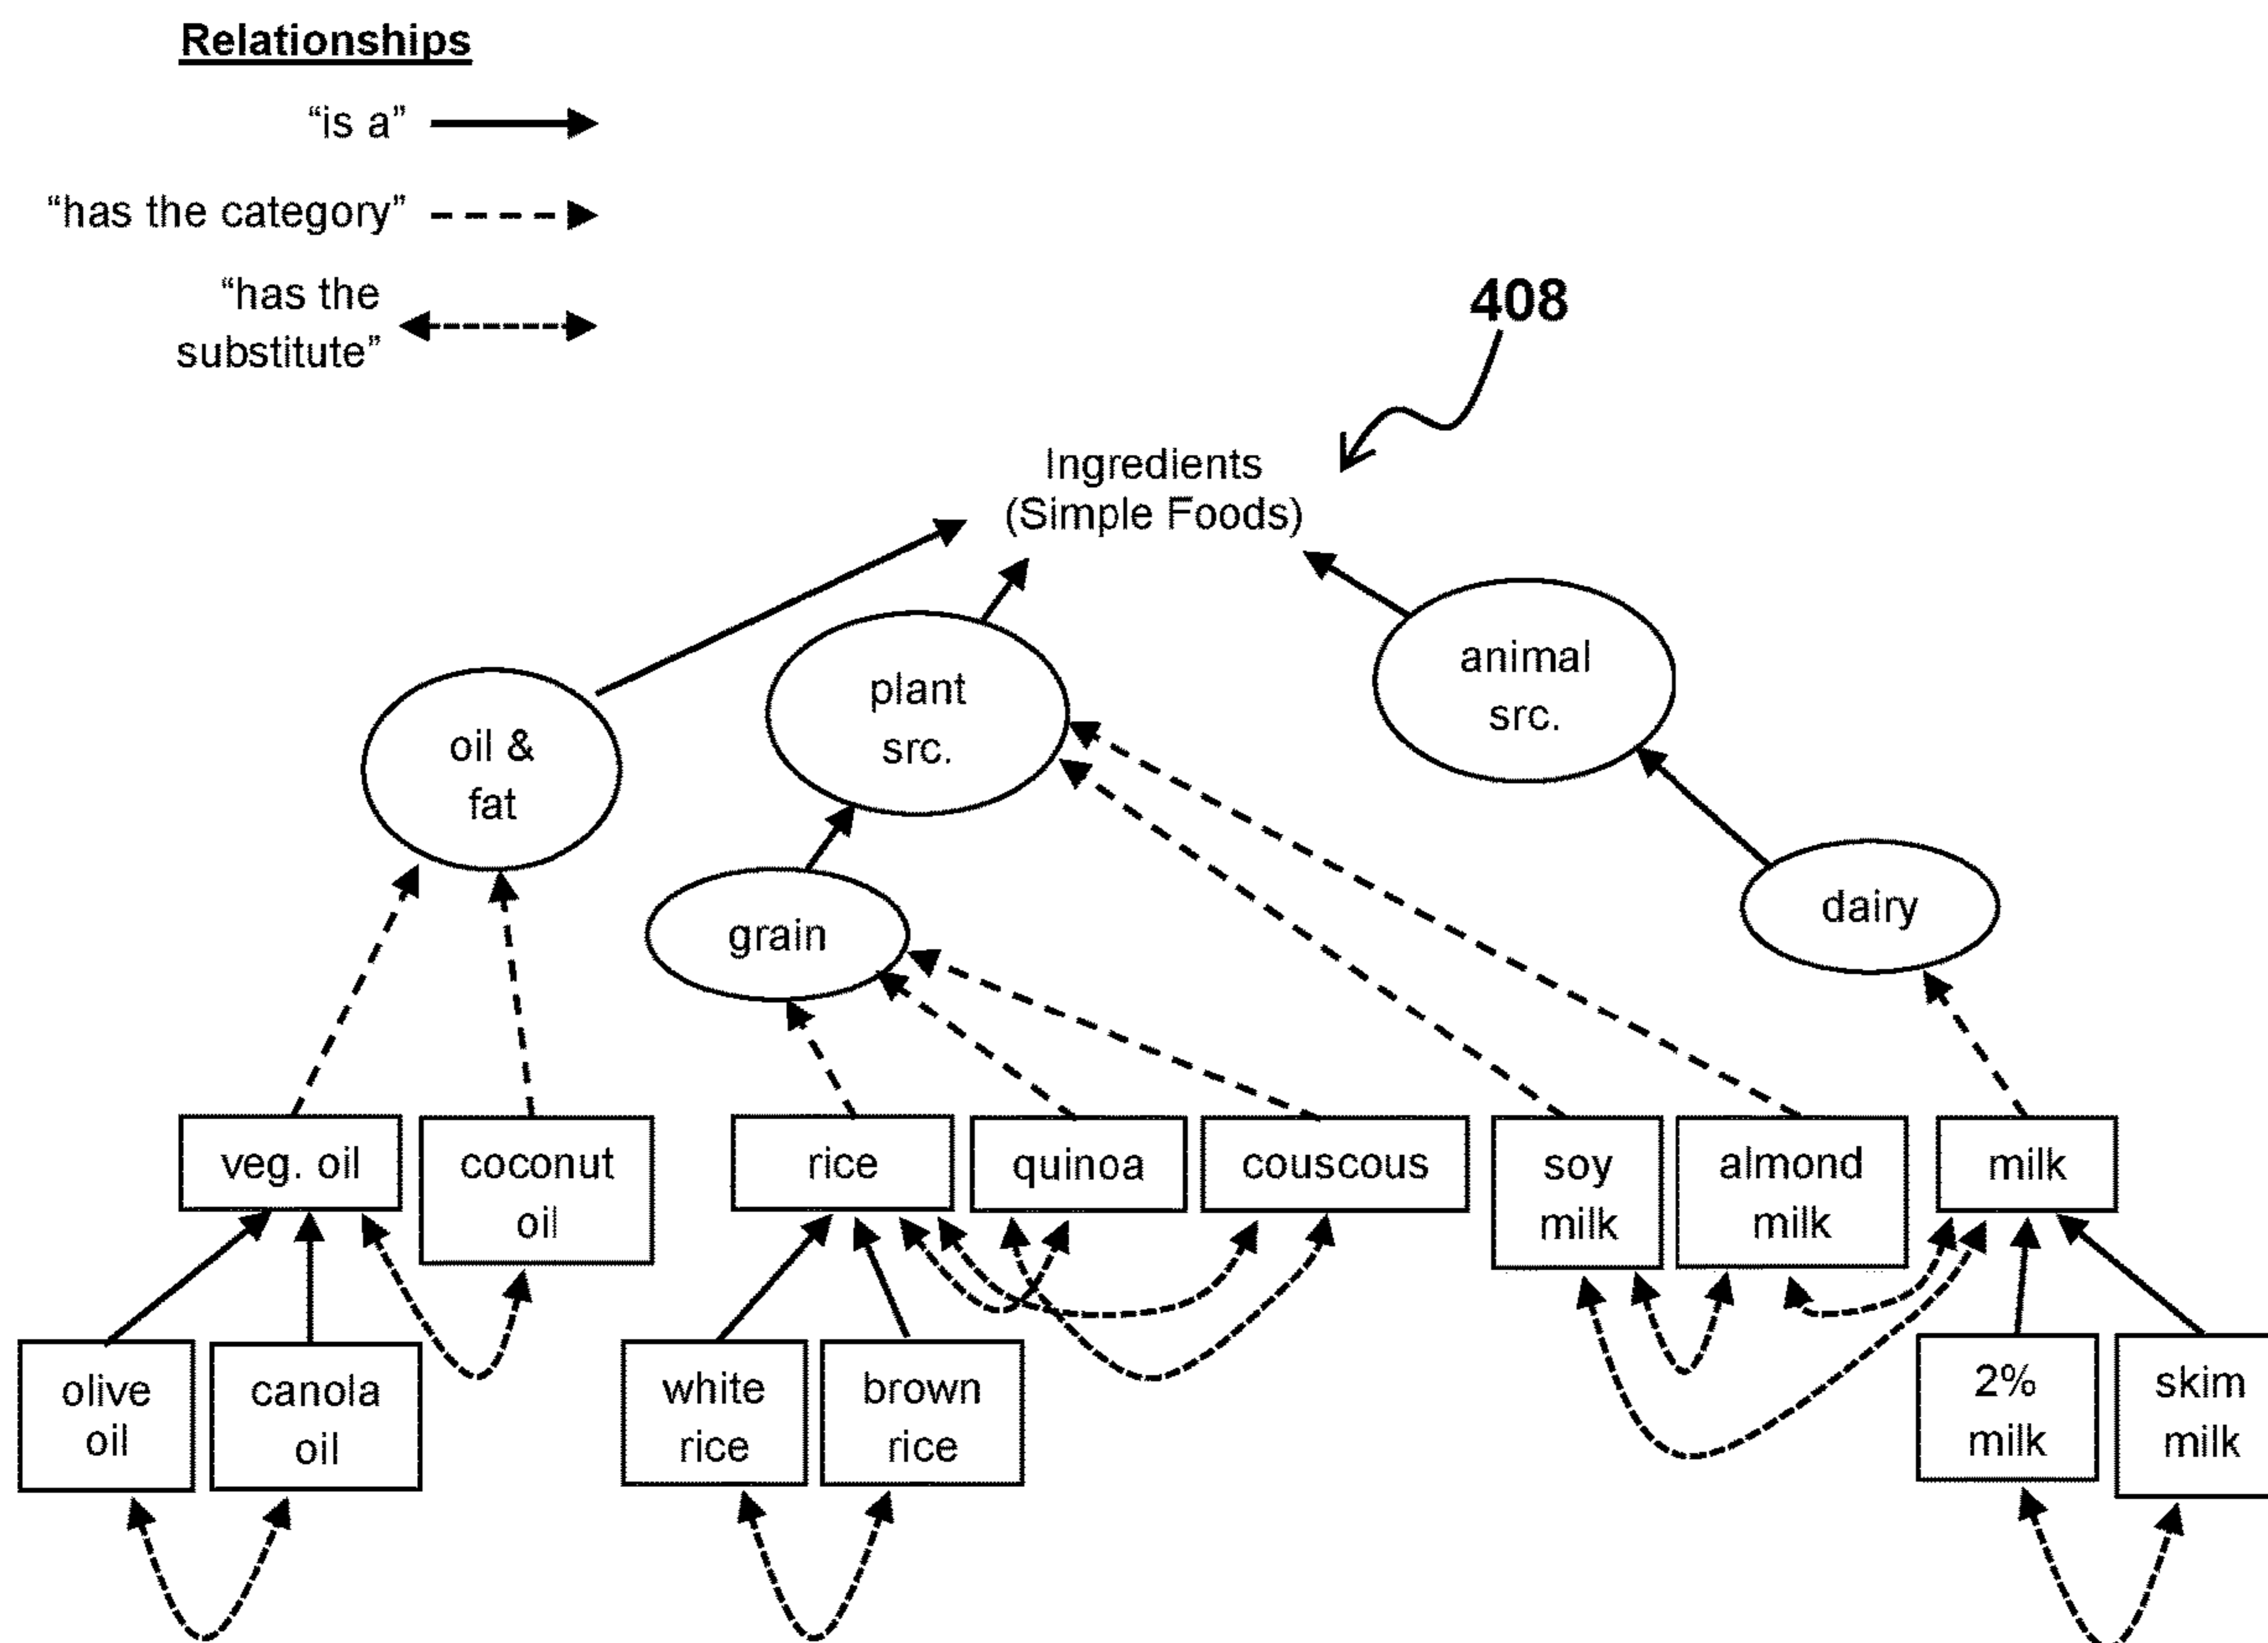 Relationships
“is a”
“has the category”
“has the
substitute”
408
Ingredients
(Simple Foods)
oil &
fat
plant
src.
animal
src.
grain
dairy
veg. oil
coconut
oil
rice
quinoa
couscous
soy
milk
almond
milk
milk
olive
oil
canola
oil
white
rice
brown
rice
2%
milk
skim
milk